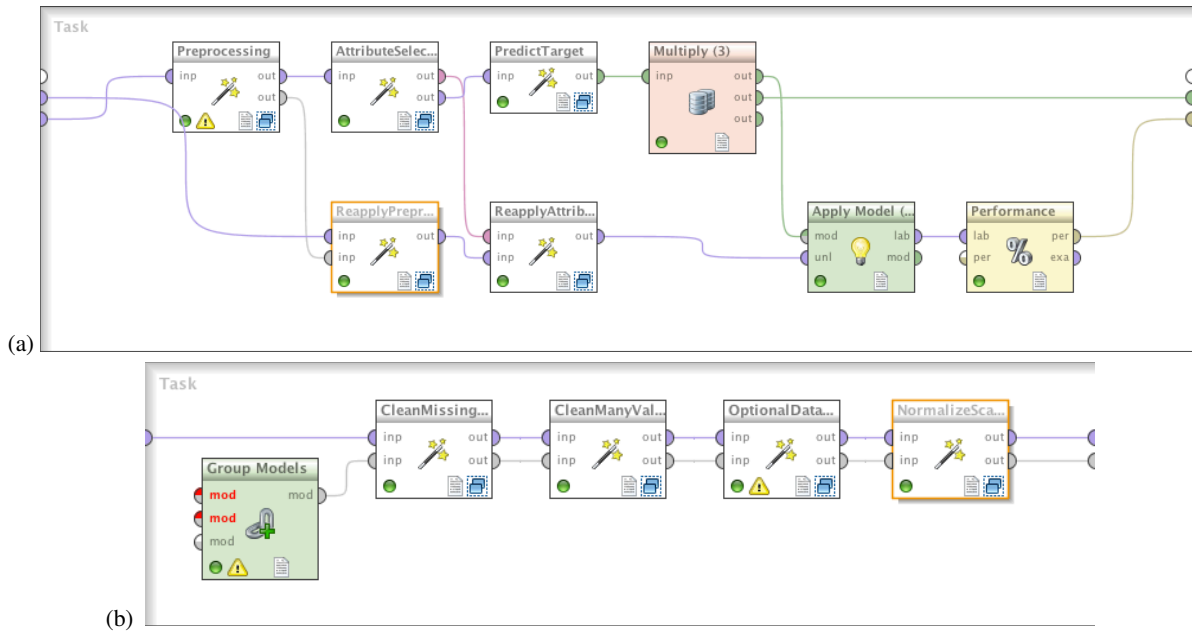 Task
Preprocessing AttributeSelec... PredictTarget Multiply (3)
inp out inp out inp out inp out
out out out
out
ReapplyPrepr... ReapplyAttrib... Apply Model (... Performance
inp out inp out mod lab lab per
inp inp unl mod per exa
(a)
Task
CleanMissing... CleanManyVal... OptionalData... NormalizeSca...
inp out inp out inp out inp out
inp out inp out inp out inp out
Group Models
mod mod
mod
mod
(b)